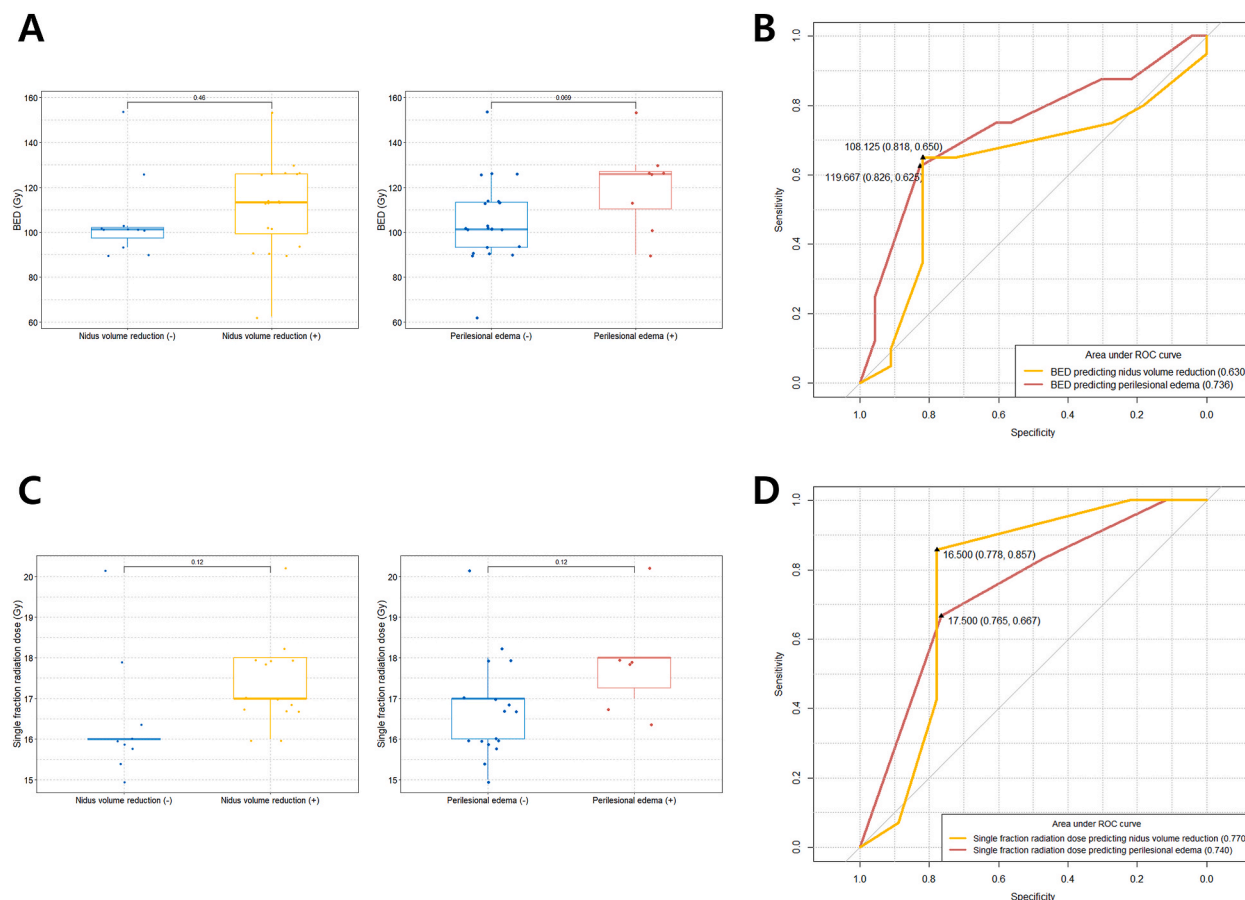 A
160
140
120
100
80
60
BED (Gy)
0.46
Nidus volume reduction (-)
Nidus volume reduction (+)
160
140
120
100
80
60
BED (Gy)
0.069
Perilesional edema (-)
Perilesional edema (+)
B
1.0
0.8
0.6
0.4
0.2
0.0
Sensitivity
108.125 (0.818, 0.650)
119.667 (0.826, 0.625)
Area under ROC curve
BED predicting nidus volume reduction (0.630
BED predicting perilesional edema (0.736)
1.0
0.8
0.6
0.4
0.2
0.0
Specificity
C
20
19
18
17
16
15
Single fraction radiation dose (Gy)
0.12
Nidus volume reduction (-)
Nidus volume reduction (+)
20
19
18
17
16
15
Single fraction radiation dose (Gy)
0.12
Perilesional edema (-)
Perilesional edema (+)
D
1.0
0.8
0.6
0.4
0.2
0.0
Sensitivity
16.500 (0.778, 0.857)
17.500 (0.765, 0.667)
Area under ROC curve
Single fraction radiation dose predicting nidus volume reduction (0.770
Single fraction radiation dose predicting perilesional edema (0.740)
1.0
0.8
0.6
0.4
0.2
0.0
Specificity